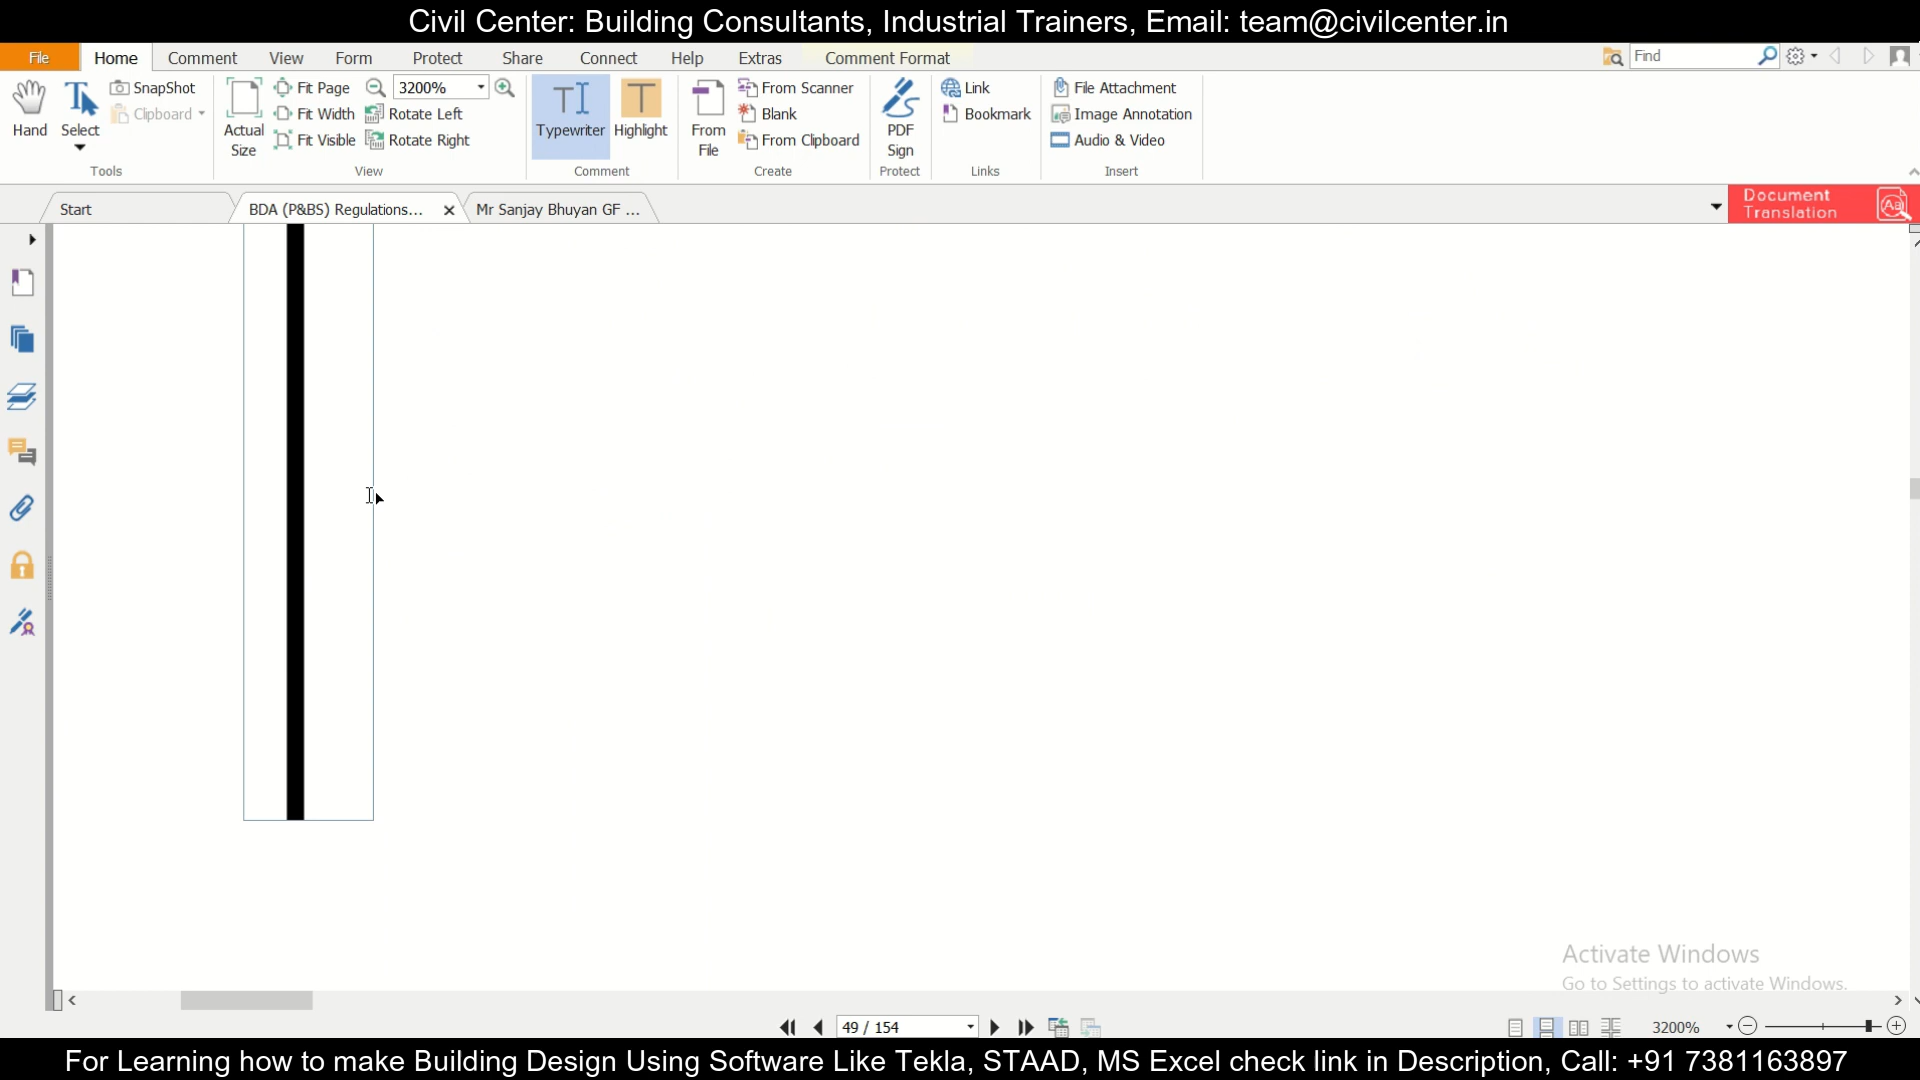 Civil Center: Building Consultants, Industrial Trainers, Email: team@civilcenter.in
File Home Comment View Form Protect Share Connect Help Extras Comment Format Find
Hand
Select
SnapShot
Clipboard
Tools
Actual Size
Fit Page
Fit Width
Fit Visible
3200%
Rotate Left
Rotate Right
View
Typewriter
Highlight
Comment
From File
From Scanner
Blank
From Clipboard
Create
PDF Sign
Protect
Link
Bookmark
Links
File Attachment
Image Annotation
Audio & Video
Insert
Start BDA (P&BS) Regulations... Mr Sanjay Bhuyan GF ...
Document
Translation
Activate Windows
Go to Settings to activate Windows.
49 / 154 3200%
For Learning how to make Building Design Using Software Like Tekla, STAAD, MS Excel check link in Description, Call: +91 7381163897